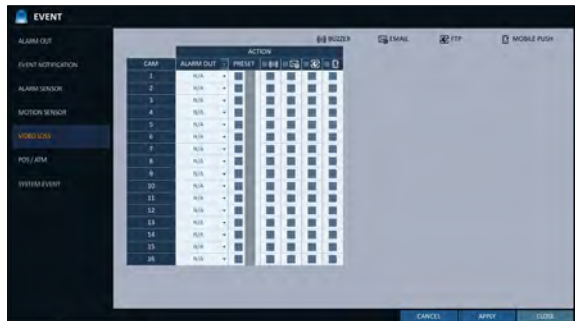 EVENT
ALARM OUT
EVENT NOTIFICATION
ALARM SENSOR
MOTION SENSOR
VIDEO LOSS
POS / ATM
SYSTEM EVENT
BUZZER EMAIL FTP MOBILE PUSH
ACTION
CAM ALARM OUT PRESET
1 N/A
2 N/A
3 N/A
4 N/A
5 N/A
6 N/A
7 N/A
8 N/A
9 N/A
10 N/A
11 N/A
12 N/A
13 N/A
14 N/A
15 N/A
16 N/A
CANCEL APPLY CLOSE